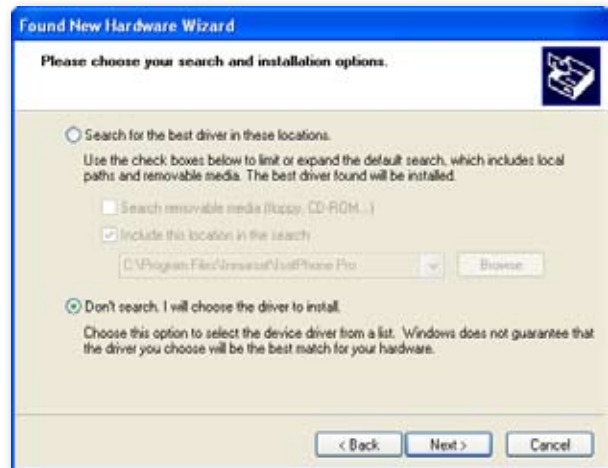 Found New Hardware Wizard
Please choose your search and installation options.
Search for the best driver in these locations.
Use the check boxes below to limit or expand the default search, which includes local
paths and removable media. The best driver found will be installed.
Search removable media (floppy, CD-ROM...)
Include this location in the search:
C:\Program Files\Inmarsat\IsatPhone Pro
Browse
Don't search. I will choose the driver to install.
Choose this option to select the device driver from a list. Windows does not guarantee that
the driver you choose will be the best match for your hardware.
< Back
Next >
Cancel